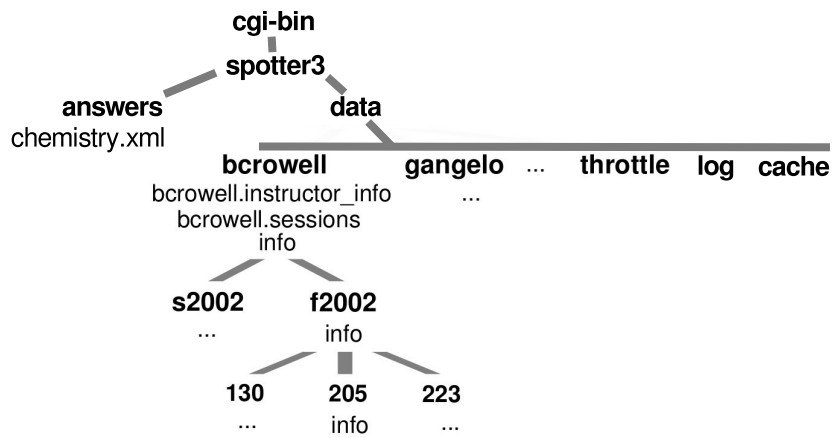 cgi-bin
spotter3
answers data
chemistry.xml
bcrowell gangelo ... throttle log cache
bcrowell.instructor_info ...
bcrowell.sessions
info
s2002 f2002
... info
130 205 223
... info ...